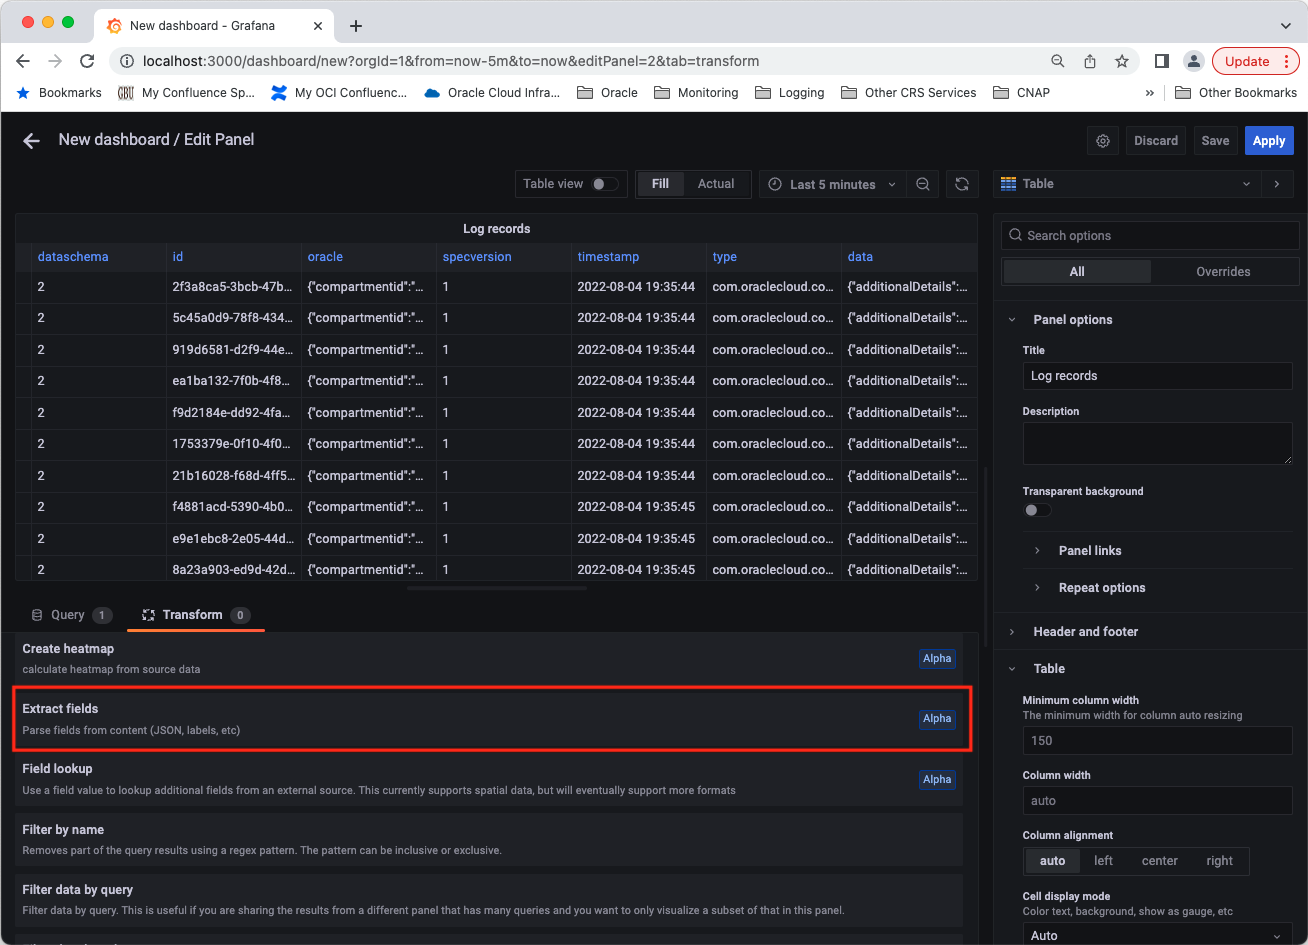 New dashboard - Grafana
localhost:3000/dashboard/new?orgId=1&from=now-5m&to=now&editPanel=2&tab=transform
Update
Bookmarks My Confluence Sp... My OCI Confluenc... Oracle Cloud Infra... Oracle Monitoring Logging Other CRS Services CNAP » Other Bookmarks
New dashboard / Edit Panel
Discard Save Apply
Table view Fill Actual Last 5 minutes Table
Log records
dataschema id oracle specversion timestamp type data
2 2f3a8ca5-3bcb-47b... {"compartmentid":"... 1 2022-08-04 19:35:44 com.oraclecloud.co... {"additionalDetails":...
2 5c45a0d9-78f8-434... {"compartmentid":"... 1 2022-08-04 19:35:44 com.oraclecloud.co... {"additionalDetails":...
2 919d6581-d2f9-44e... {"compartmentid":"... 1 2022-08-04 19:35:44 com.oraclecloud.co... {"additionalDetails":...
2 ea1ba132-7f0b-4f8... {"compartmentid":"... 1 2022-08-04 19:35:44 com.oraclecloud.co... {"additionalDetails":...
2 f9d2184e-dd92-4fa... {"compartmentid":"... 1 2022-08-04 19:35:44 com.oraclecloud.co... {"additionalDetails":...
2 1753379e-0f10-4f0... {"compartmentid":"... 1 2022-08-04 19:35:44 com.oraclecloud.co... {"additionalDetails":...
2 21b16028-f68d-4ff5... {"compartmentid":"... 1 2022-08-04 19:35:44 com.oraclecloud.co... {"additionalDetails":...
2 f4881acd-5390-4b0... {"compartmentid":"... 1 2022-08-04 19:35:45 com.oraclecloud.co... {"additionalDetails":...
2 e9e1ebc8-2e05-44d... {"compartmentid":"... 1 2022-08-04 19:35:45 com.oraclecloud.co... {"additionalDetails":...
2 8a23a903-ed9d-42d... {"compartmentid":"... 1 2022-08-04 19:35:45 com.oraclecloud.co... {"additionalDetails":...
Query 1 Transform 0
Create heatmap
calculate heatmap from source data
Alpha
Extract fields
Parse fields from content (JSON, labels, etc)
Alpha
Field lookup
Use a field value to lookup additional fields from an external source. This currently supports spatial data, but will eventually support more formats
Alpha
Filter by name
Removes part of the query results using a regex pattern. The pattern can be inclusive or exclusive.
Filter data by query
Filter data by query. This is useful if you are sharing the results from a different panel that has many queries and you want to only visualize a subset of that in this panel.
Search options
All Overrides
Panel options
Title
Log records
Description
Transparent background
Panel links
Repeat options
Header and footer
Table
Minimum column width
The minimum width for column auto resizing
150
Column width
auto
Column alignment
auto left center right
Cell display mode
Color text, background, show as gauge, etc
Auto